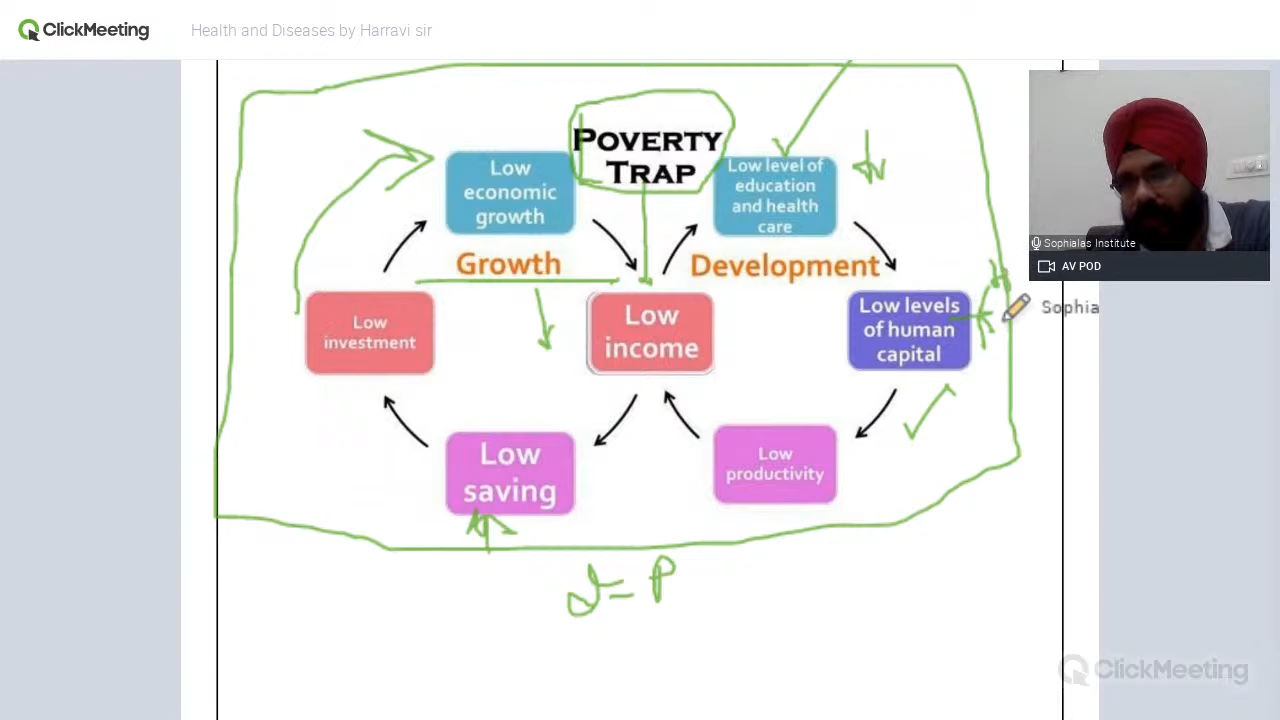 ClickMeeting
Health and Diseases by Harravi sir
POVERTY
TRAP
Low
economic
growth
Low level of
education
and health
care
Growth
Development
Low
investment
Low
income
Low levels
of human
capital
Low
saving
Low
productivity
Sophialas Institute
AV POD
Sophia
= P
ClickMeeting